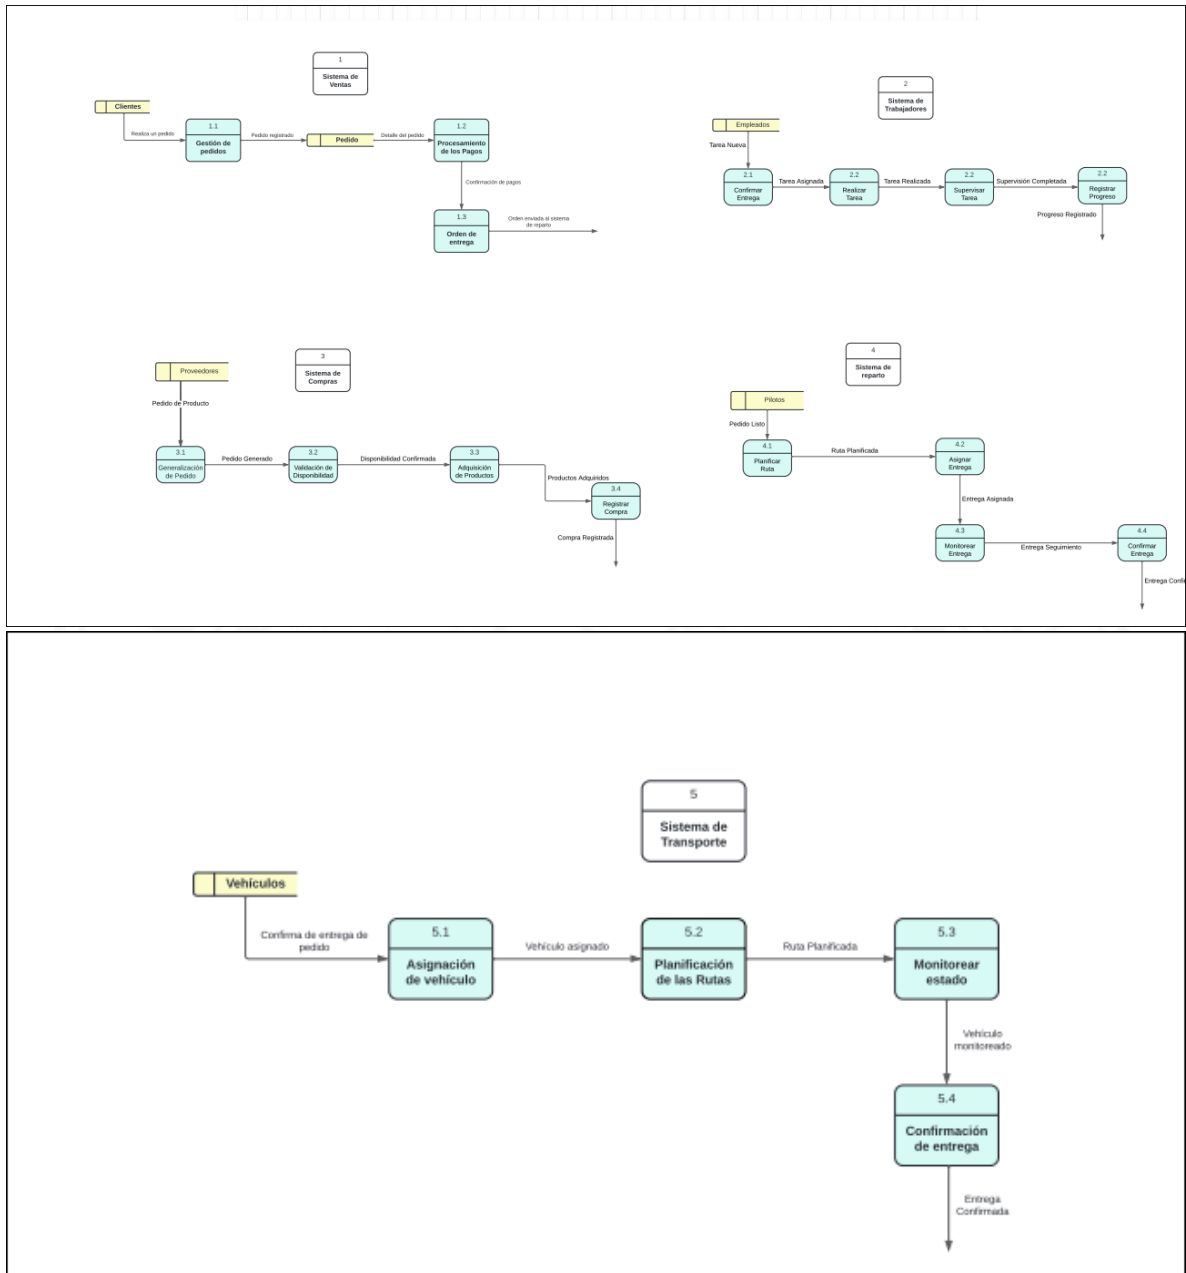 1
Sistema de
Ventas
Clientes
Realiza un pedido
1.1
Gestión de
pedidos
Pedido registrado
Pedido
Detalle del pedido
1.2
Procesamiento
de los Pagos
Confirmación de pagos
1.3
Orden de
entrega
Orden enviada al sistema
de reparto
2
Sistema de
Trabajadores
Empleados
Tarea Nueva
2.1
Confirmar
Entrega
Tarea Asignada
2.2
Realizar
Tarea
Tarea Realizada
2.2
Supervisar
Tarea
Supervisión Completada
2.2
Registrar
Progreso
Progreso Registrado
3
Sistema de
Compras
Proveedores
Pedido de Producto
3.1
Generalización
de Pedido
Pedido Generado
3.2
Validación de
Disponibilidad
Disponibilidad Confirmada
3.3
Adquisición
de Productos
Productos Adquiridos
3.4
Registrar
Compra
Compra Registrada
4
Sistema de
reparto
Pilotos
Pedido Listo
4.1
Planificar
Ruta
Ruta Planificada
4.2
Asignar
Entrega
Entrega Asignada
4.3
Monitorear
Entrega
Entrega Seguimiento
4.4
Confirmar
Entrega
Entrega Confi
5
Sistema de
Transporte
Vehículos
Confirma de entrega de
pedido
5.1
Asignación
de vehículo
Vehículo asignado
5.2
Planificación
de las Rutas
Ruta Planificada
5.3
Monitorear
estado
Vehículo
monitoreado
5.4
Confirmación
de entrega
Entrega
Confirmada